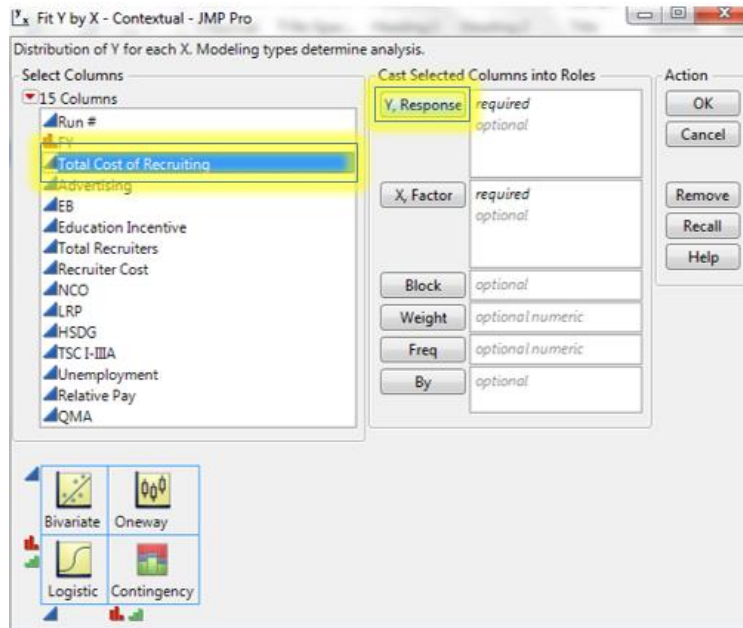 Fit Y by X - Contextual - JMP Pro
Distribution of Y for each X. Modeling types determine analysis.
Select Columns
15 Columns
Run #
FY
Total Cost of Recruiting
Advertising
EB
Education Incentive
Total Recruiters
Recruiter Cost
NCO
LRP
HSDG
TSC I-IIIA
Unemployment
Relative Pay
QMA
Cast Selected Columns into Roles
Y, Response required
optional
X, Factor required
optional
Block optional
Weight optional numeric
Freq optional numeric
By optional
Action
OK
Cancel
Remove
Recall
Help
Bivariate Oneway
Logistic Contingency